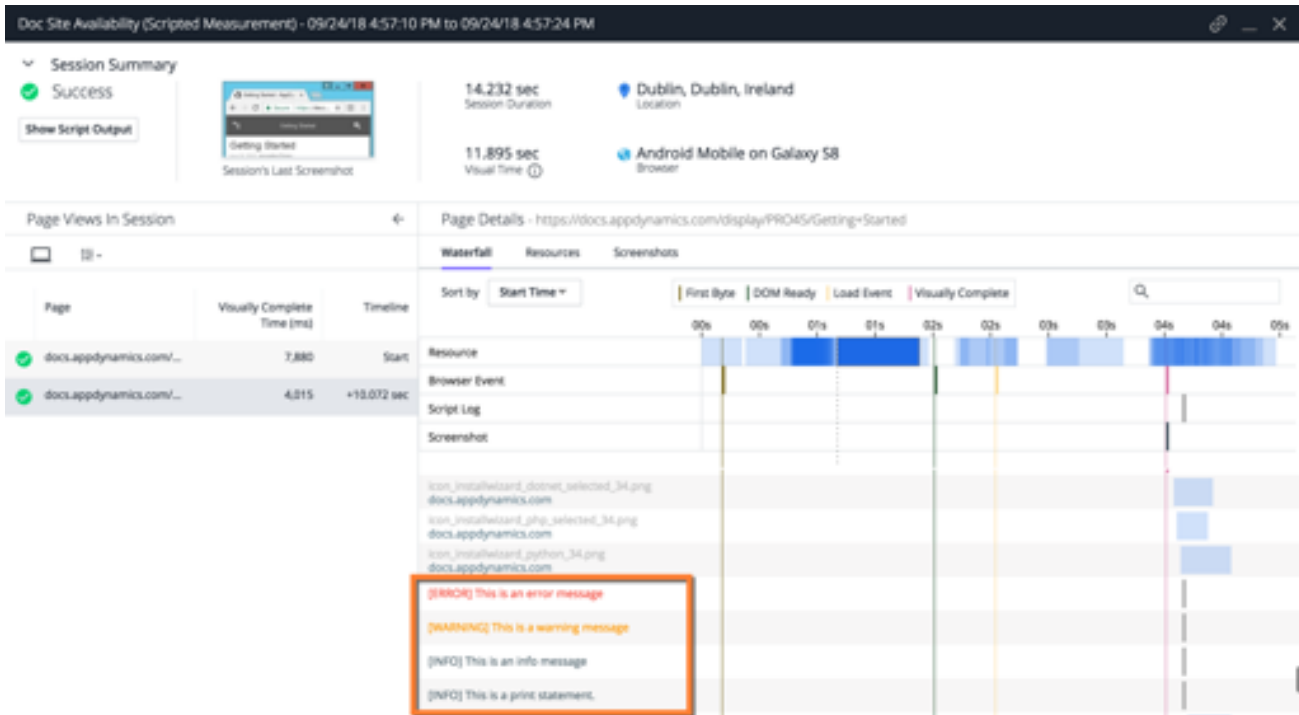 Doc Site Availability (Scripted Measurement) - 09/24/18 4:57:10 PM to 09/24/18 4:57:24 PM
Session Summary
Success
Show Script Output
Getting Started
Getting Started
Session's Last Screenshot
14.232 sec
Session Duration
11.895 sec
Visual Time
Dublin, Dublin, Ireland
Location
Android Mobile on Galaxy S8
Browser
Page Views In Session
Page
Visually Complete
Time (ms)
Timeline
docs.appdynamics.com/... 7,880 Start
docs.appdynamics.com/... 4,015 +10.072 sec
Page Details - https://docs.appdynamics.com/display/PRO45/Getting+Started
Waterfall Resources Screenshots
Sort by Start Time
First Byte DOM Ready Load Event Visually Complete
00s 00s 01s 01s 02s 02s 03s 03s 04s 04s 05s
Resource
Browser Event
Script Log
Screenshot
icon_installwizard_dotnet_selected_34.png
docs.appdynamics.com
icon_installwizard_php_selected_34.png
docs.appdynamics.com
icon_installwizard_python_34.png
docs.appdynamics.com
[ERROR] This is an error message
[WARNING] This is a warning message
[INFO] This is an info message
[INFO] This is a print statement.